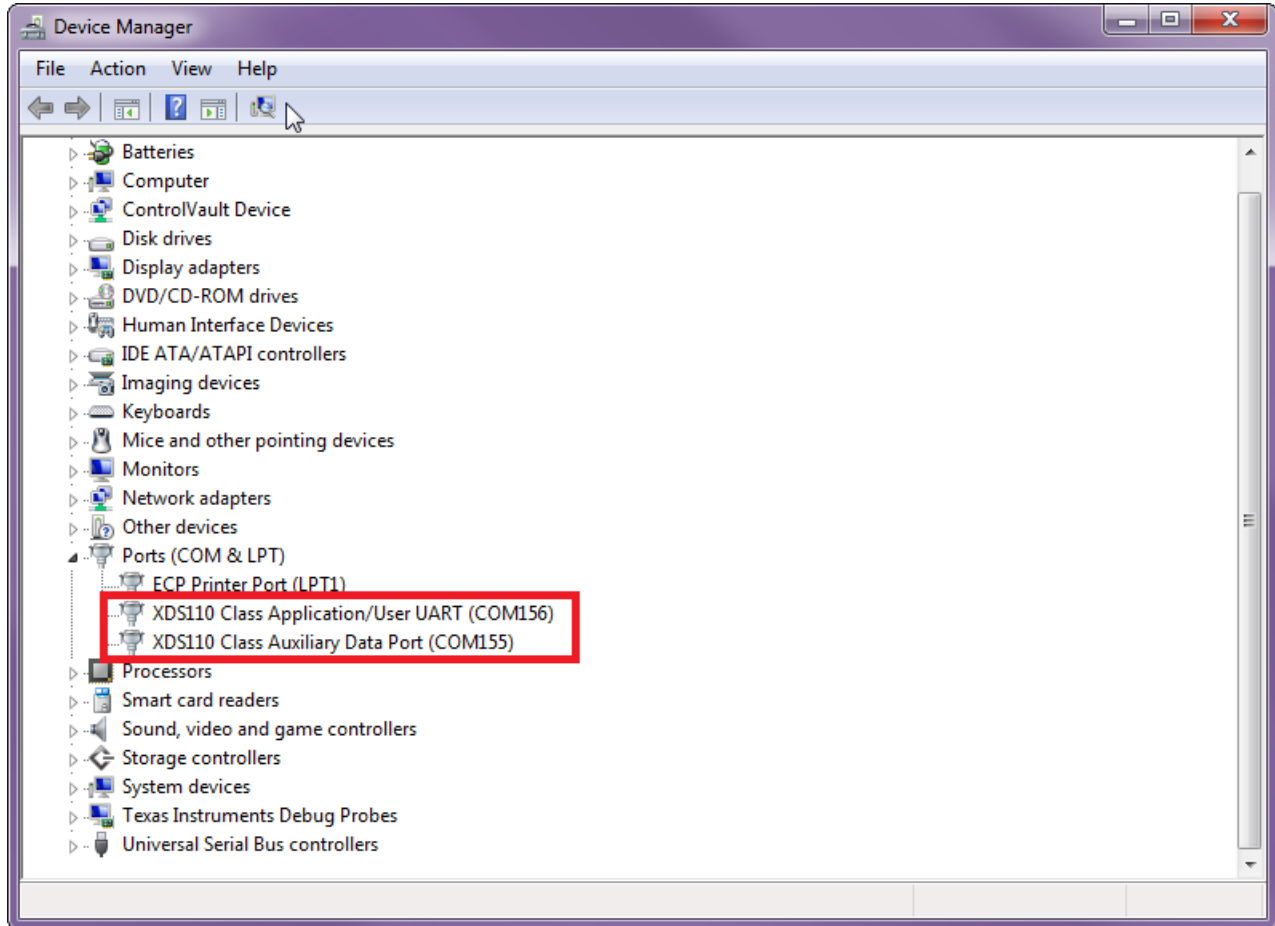 Device Manager
File Action View Help
Batteries
Computer
ControlVault Device
Disk drives
Display adapters
DVD/CD-ROM drives
Human Interface Devices
IDE ATA/ATAPI controllers
Imaging devices
Keyboards
Mice and other pointing devices
Monitors
Network adapters
Other devices
Ports (COM & LPT)
ECP Printer Port (LPT1)
XDS110 Class Application/User UART (COM156)
XDS110 Class Auxiliary Data Port (COM155)
Processors
Smart card readers
Sound, video and game controllers
Storage controllers
System devices
Texas Instruments Debug Probes
Universal Serial Bus controllers